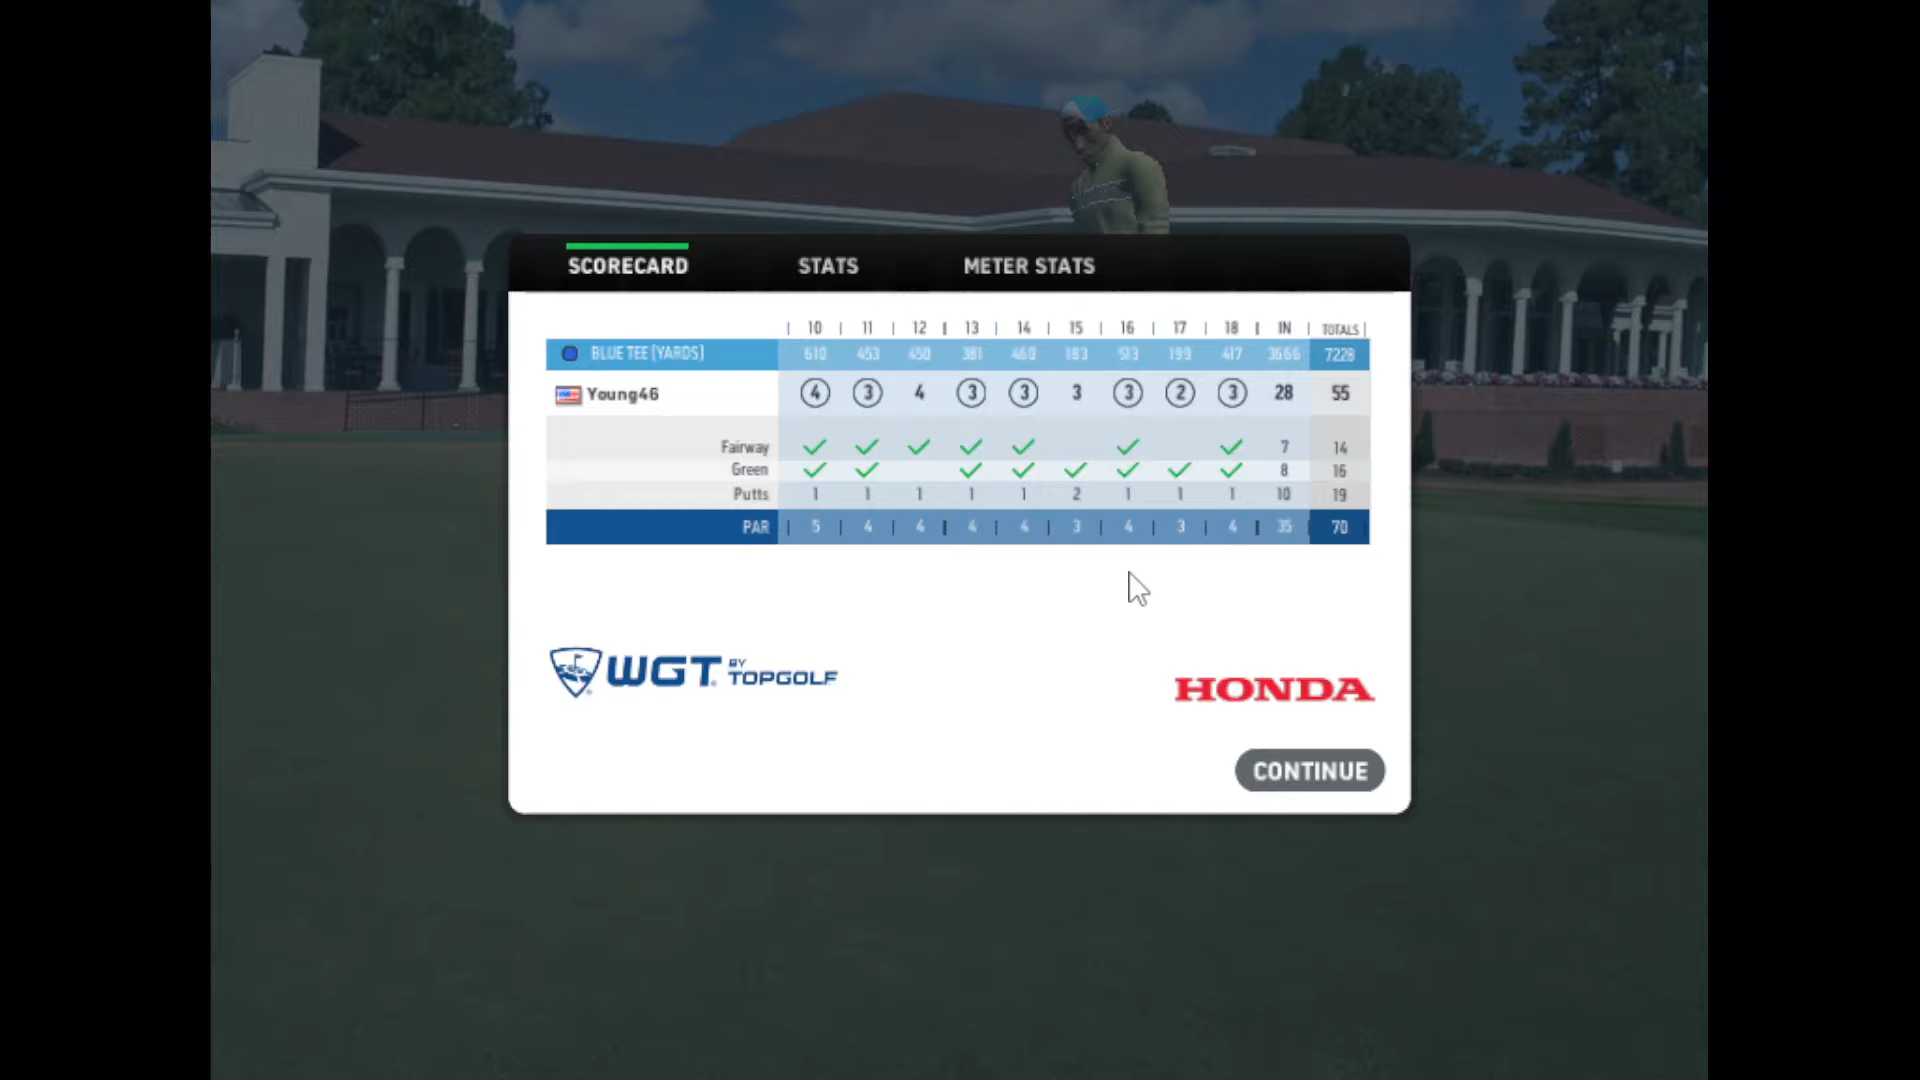 SCORECARD STATS METER STATS
10 11 12 13 14 15 16 17 18 IN TOTALS
BLUE TEE (YARDS) 610 453 450 381 460 183 513 199 417 3666 7228
Young46 4 3 4 3 3 3 3 2 3 28 55
Fairway 7 14
Green 8 16
Putts 1 1 1 1 1 2 1 1 1 10 19
PAR 5 4 4 4 4 3 4 3 4 35 70
WGT BY TOPGOLF
HONDA
CONTINUE